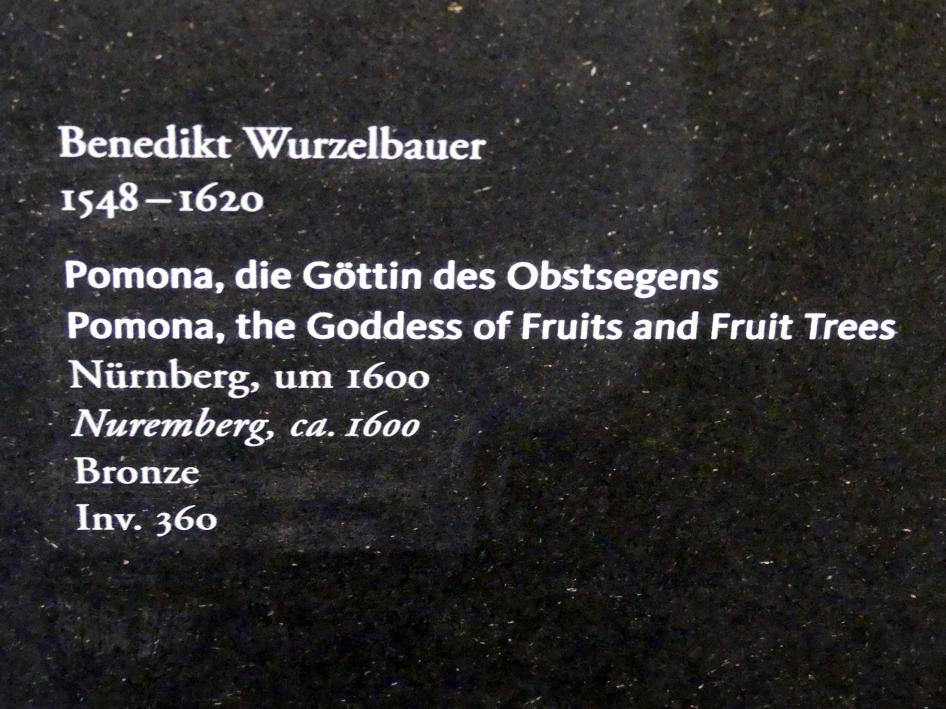 Benedikt Wurzelbauer
1548–1620
Pomona, die Göttin des Obstsegens
Pomona, the Goddess of Fruits and Fruit Trees
Nürnberg, um 1600
Nuremberg, ca. 1600
Bronze
Inv. 360